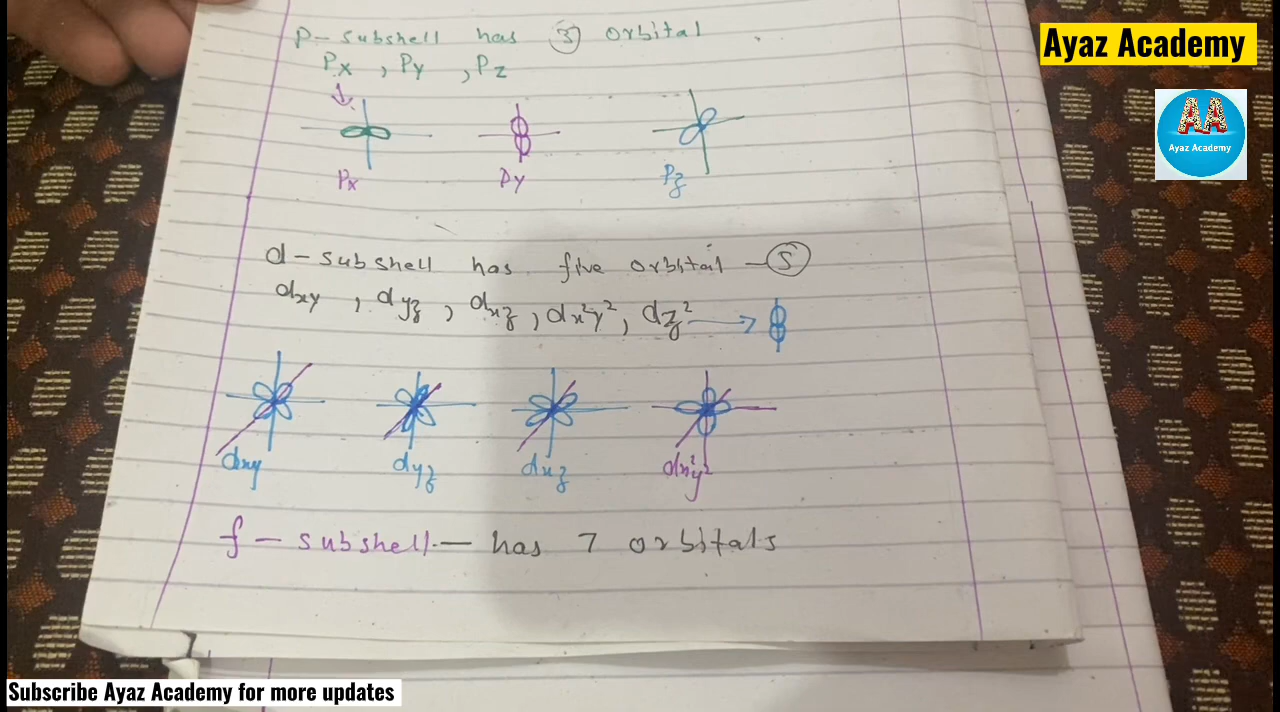 P-subshell has 3 orbital
Px , Py , Pz
Px Py Pz
d-subshell has five orbital - 5
dxy , dyz , dxz , dx²y² , dz² →
dxy dyz dxz dx²y²
f - subshell - has 7 orbitals
Ayaz Academy
AA
Ayaz Academy
Subscribe Ayaz Academy for more updates